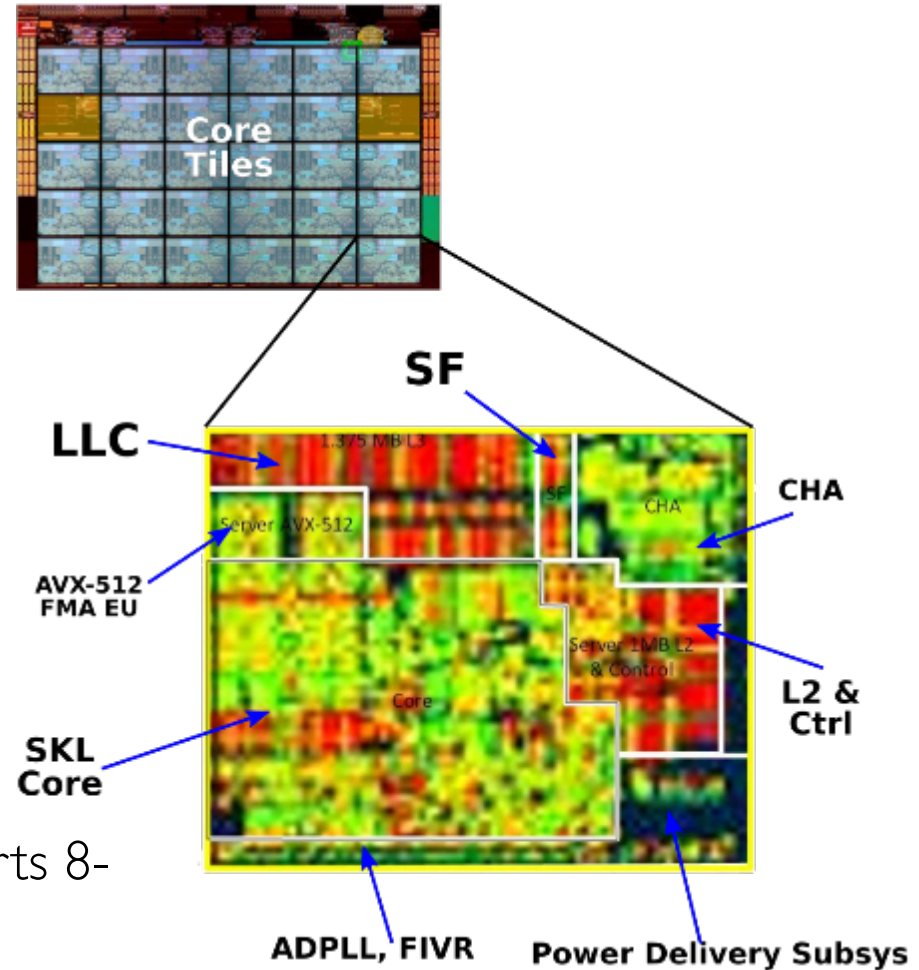 Core
Tiles
SF
LLC
1.375 MB L3
SF
CHA
CHA
Server AVX-512
AVX-512
FMA EU
Server 1MB L2
& Control
Core
L2 &
Ctrl
SKL
Core
rts 8-
ADPLL, FIVR
Power Delivery Subsys